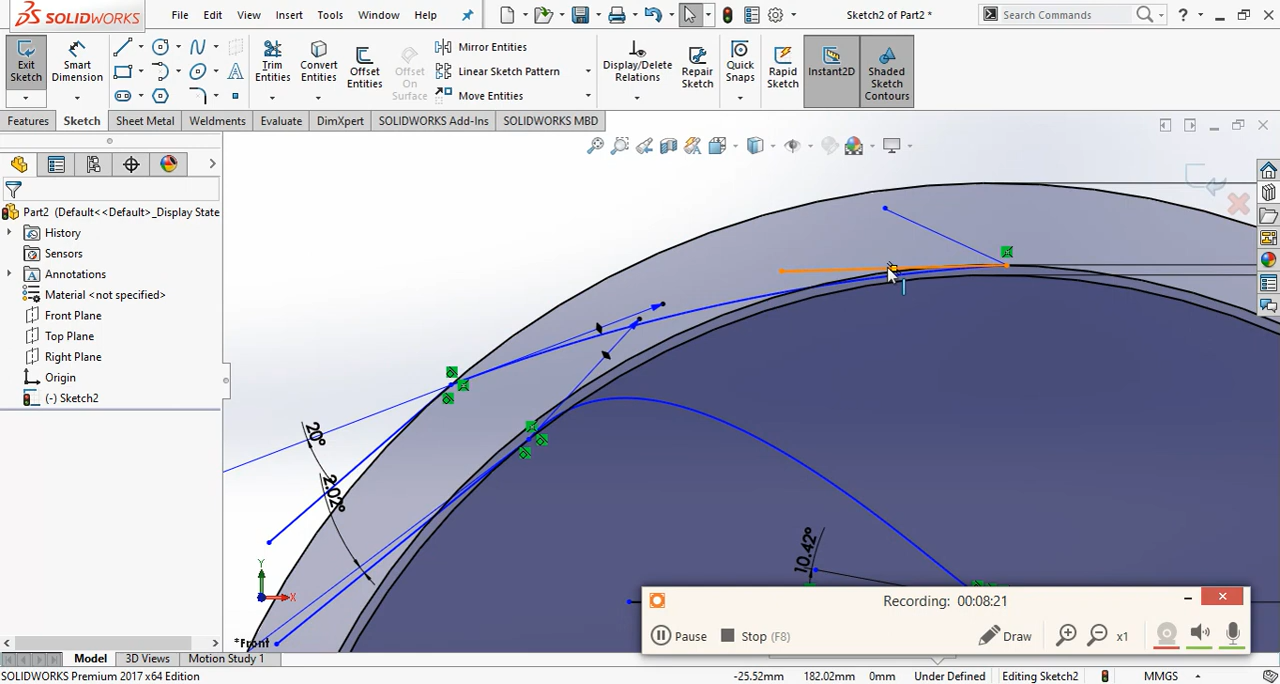 SOLIDWORKS File Edit View Insert Tools Window Help Sketch2 of Part2 * Search Commands ?
Exit Sketch
Smart Dimension
Trim Entities
Convert Entities
Offset Entities
Offset On Surface
Mirror Entities
Linear Sketch Pattern
Move Entities
Display/Delete Relations
Repair Sketch
Quick Snaps
Rapid Sketch
Instant2D
Shaded Sketch Contours
Features Sketch Sheet Metal Weldments Evaluate DimXpert SOLIDWORKS Add-Ins SOLIDWORKS MBD
Part2 (Default<<Default>_Display State
History
Sensors
Annotations
Material <not specified>
Front Plane
Top Plane
Right Plane
Origin
(-) Sketch2
20°
2.02°
10.42°
Y
X
*Front
Recording: 00:08:21
Pause Stop (F8) Draw x1
Model 3D Views Motion Study 1
SOLIDWORKS Premium 2017 x64 Edition -25.52mm 182.02mm 0mm Under Defined Editing Sketch2 MMGS